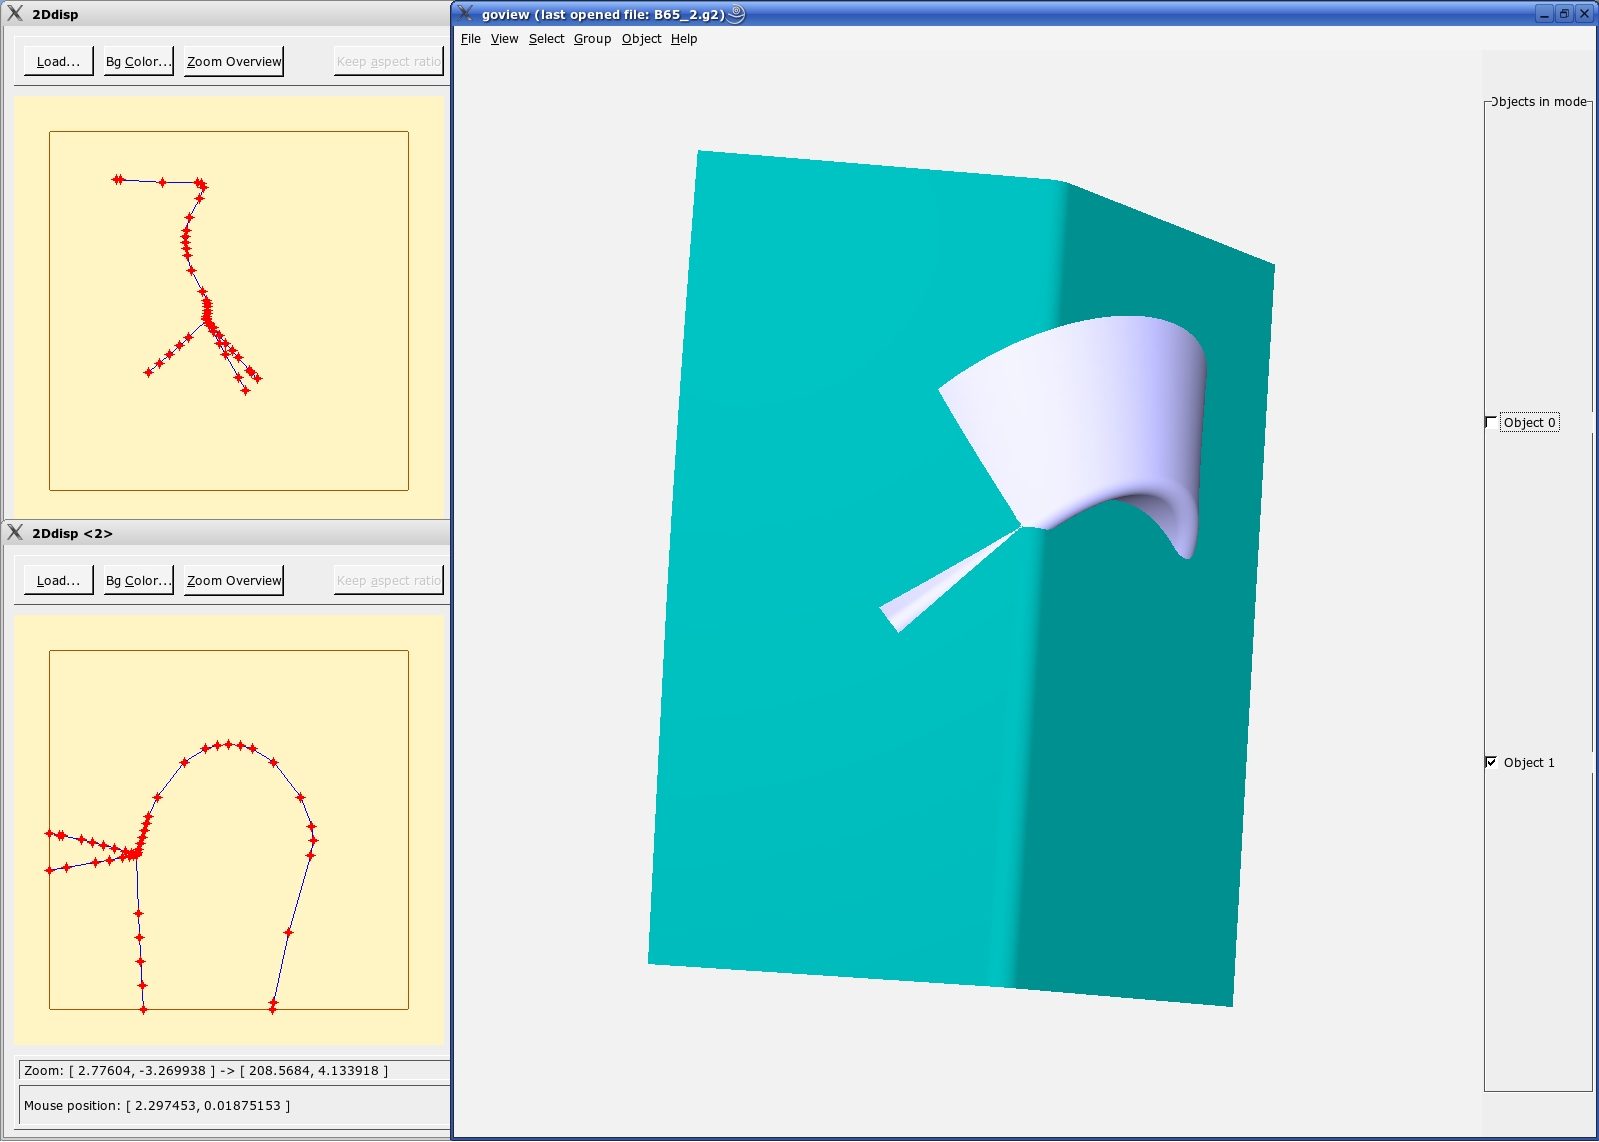 2Ddisp
Load...
Bg Color...
Zoom Overview
Keep aspect ratio
2Ddisp <2>
Load...
Bg Color...
Zoom Overview
Keep aspect ratio
Zoom: [ 2.77604, -3.269938 ] -> [ 208.5684, 4.133918 ]
Mouse position: [ 2.297453, 0.01875153 ]
goview (last opened file: B65_2.g2)
File View Select Group Object Help
Objects in mode
Object 0
Object 1